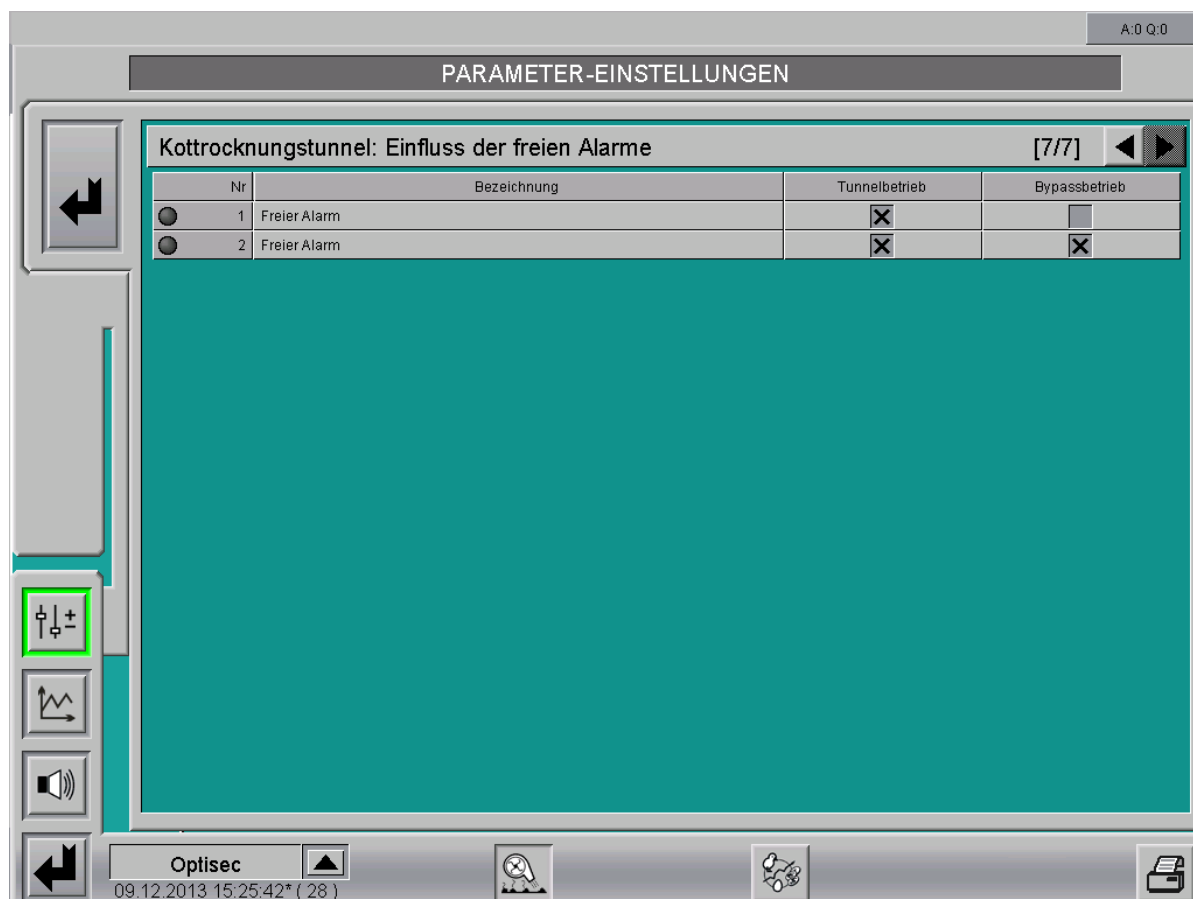 A:0 Q:0
PARAMETER-EINSTELLUNGEN
Kottrocknungstunnel: Einfluss der freien Alarme [7/7]
Nr Bezeichnung Tunnelbetrieb Bypassbetrieb
1 Freier Alarm
2 Freier Alarm
Optisec
09.12.2013 15:25:42* ( 28 )